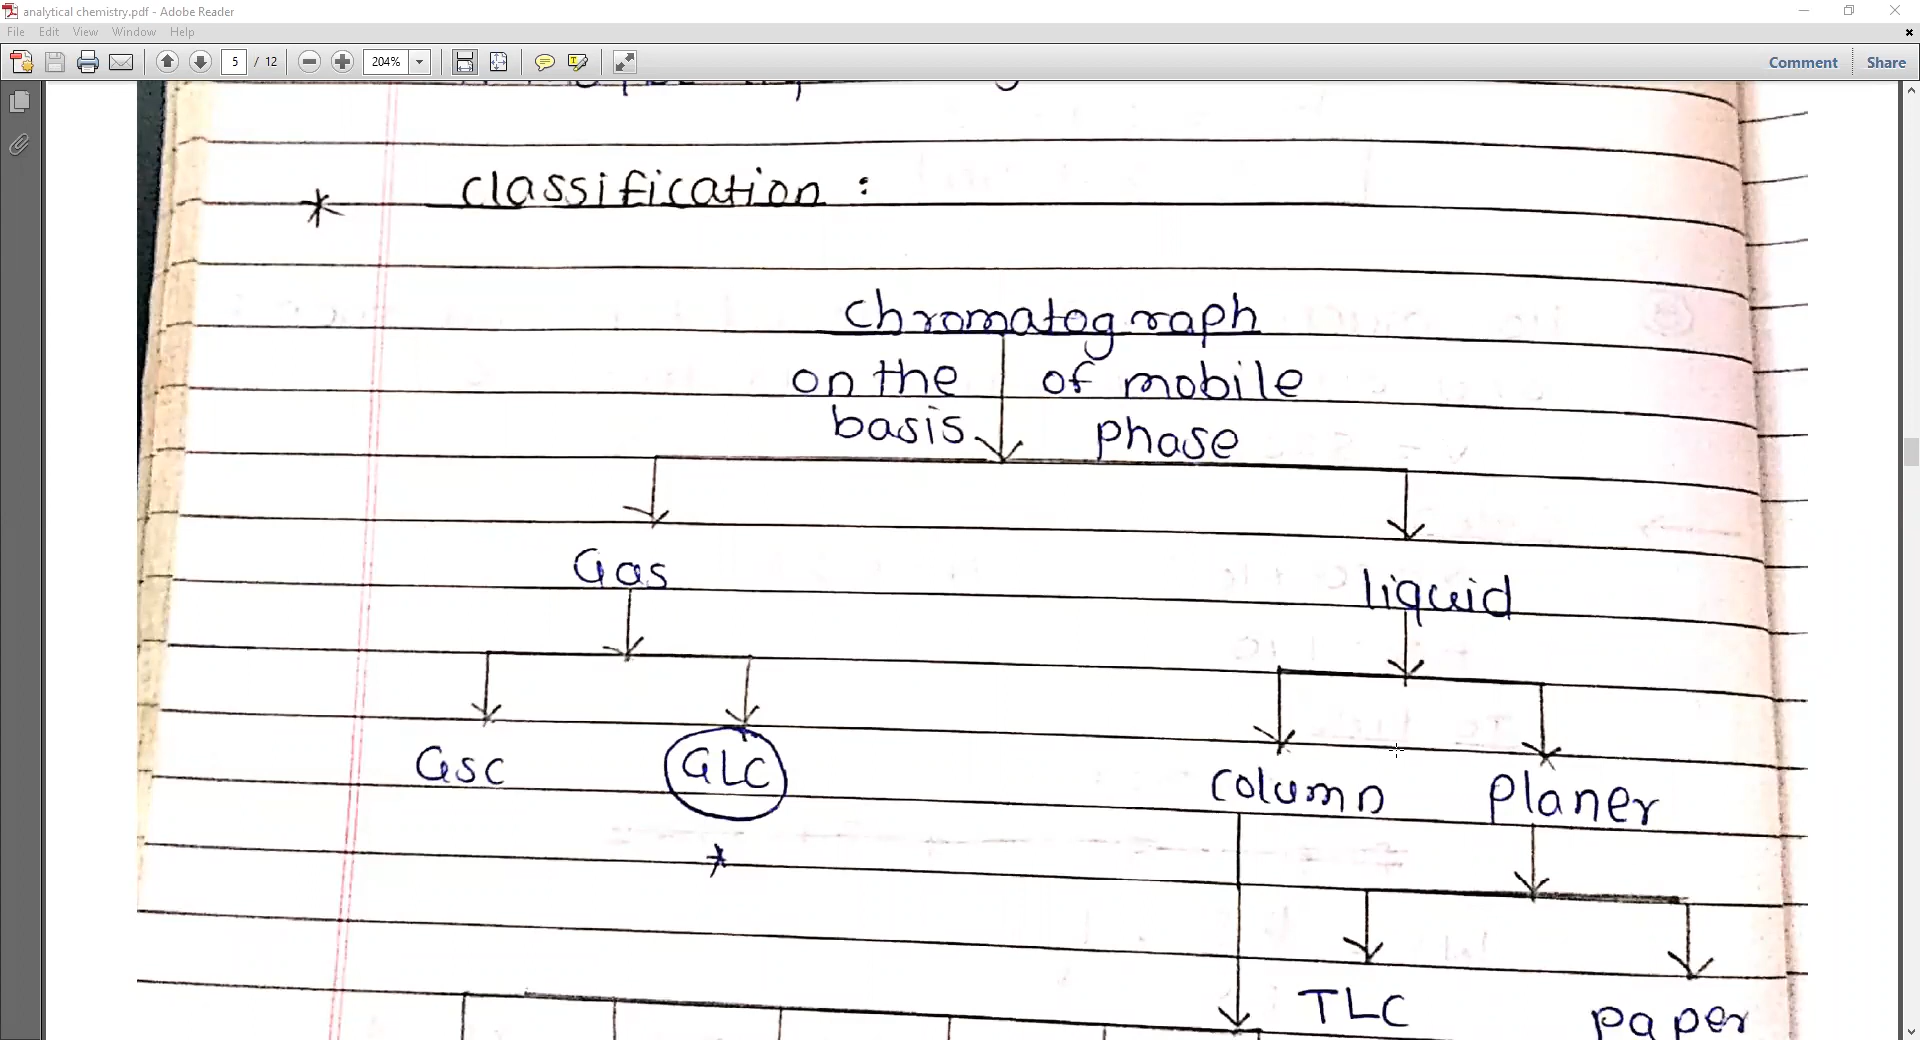 analytical chemistry.pdf - Adobe Reader
File Edit View Window Help
5 / 12 204% Comment Share
* classification :
chromatograph
on the of mobile
basis phase
Gas liquid
Gsc GLC column planer
*
TLC paper